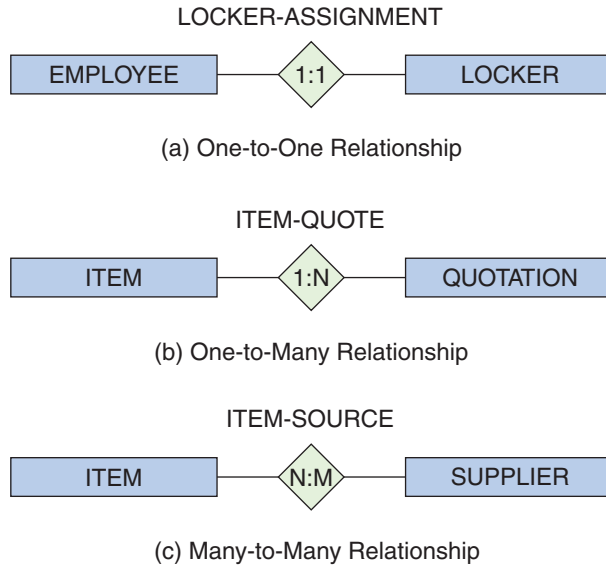 LOCKER-ASSIGNMENT
EMPLOYEE 1:1 LOCKER
(a) One-to-One Relationship
ITEM-QUOTE
ITEM 1:N QUOTATION
(b) One-to-Many Relationship
ITEM-SOURCE
ITEM N:M SUPPLIER
(c) Many-to-Many Relationship